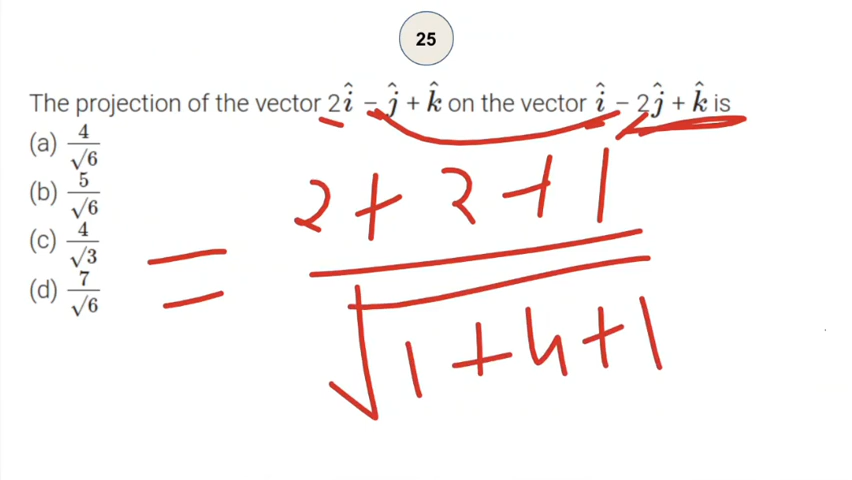 25
The projection of the vector 2î − ĵ + k̂ on the vector î − 2ĵ + k̂ is
(a) 4/√6
(b) 5/√6
(c) 4/√3
(d) 7/√6
= (2 + 2 + 1)/√(1 + 4 + 1)